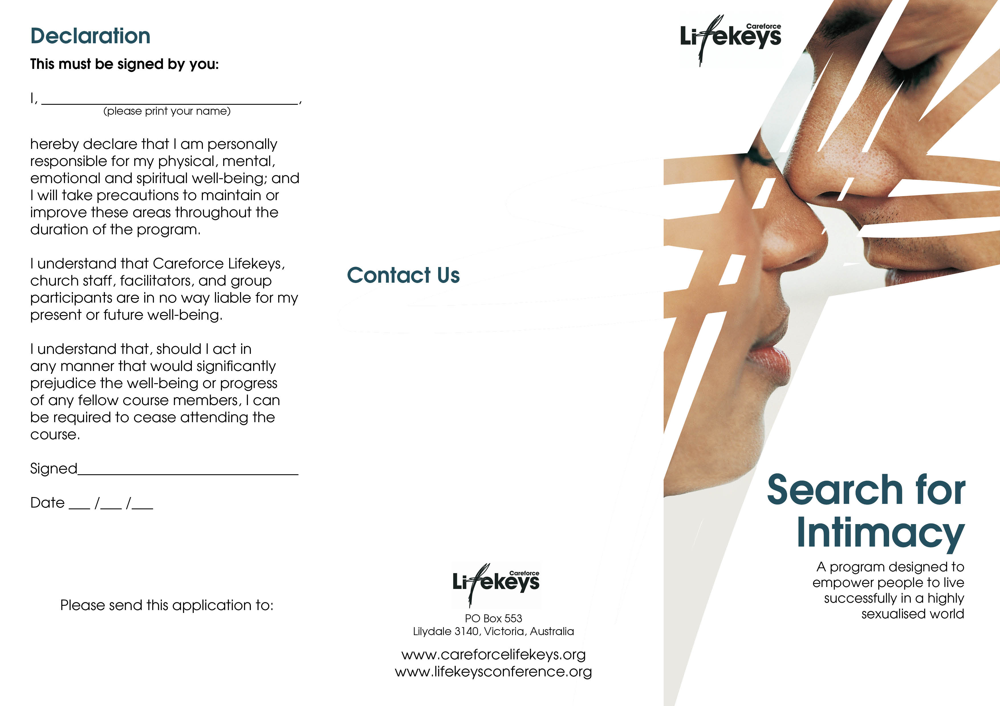 Declaration
This must be signed by you:
I, ______________________________,
(please print your name)
hereby declare that I am personally
responsible for my physical, mental,
emotional and spiritual well-being; and
I will take precautions to maintain or
improve these areas throughout the
duration of the program.
I understand that Careforce Lifekeys,
church staff, facilitators, and group
participants are in no way liable for my
present or future well-being.
I understand that, should I act in
any manner that would significantly
prejudice the well-being or progress
of any fellow course members, I can
be required to cease attending the
course.
Signed__________________________
Date ___ /___ /___
Please send this application to:
Contact Us
Careforce
Lifekeys
PO Box 553
Lilydale 3140, Victoria, Australia
www.careforcelifekeys.org
www.lifekeysconference.org
Careforce
Lifekeys
Search for
Intimacy
A program designed to
empower people to live
successfully in a highly
sexualised world